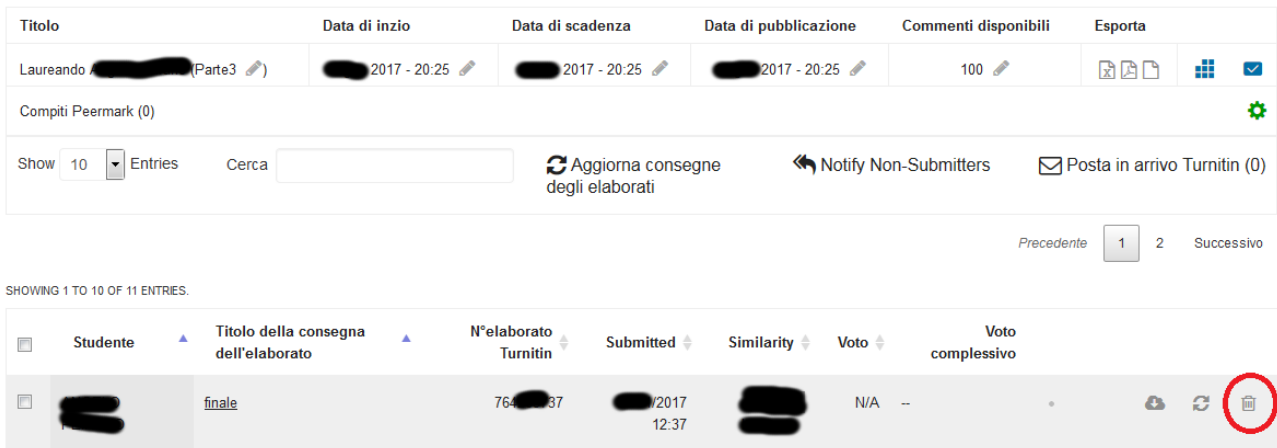 Titolo Data di inzio Data di scadenza Data di pubblicazione Commenti disponibili Esporta
Laureando (Parte3 ) 2017 - 20:25 2017 - 20:25 2017 - 20:25 100
Compiti Peermark (0)
Show 10 Entries Cerca Aggiorna consegne degli elaborati Notify Non-Submitters Posta in arrivo Turnitin (0)
Precedente 1 2 Successivo
SHOWING 1 TO 10 OF 11 ENTRIES.
Studente Titolo della consegna dell'elaborato N°elaborato Turnitin Submitted Similarity Voto Voto complessivo
finale 764 37 /2017 12:37 N/A --